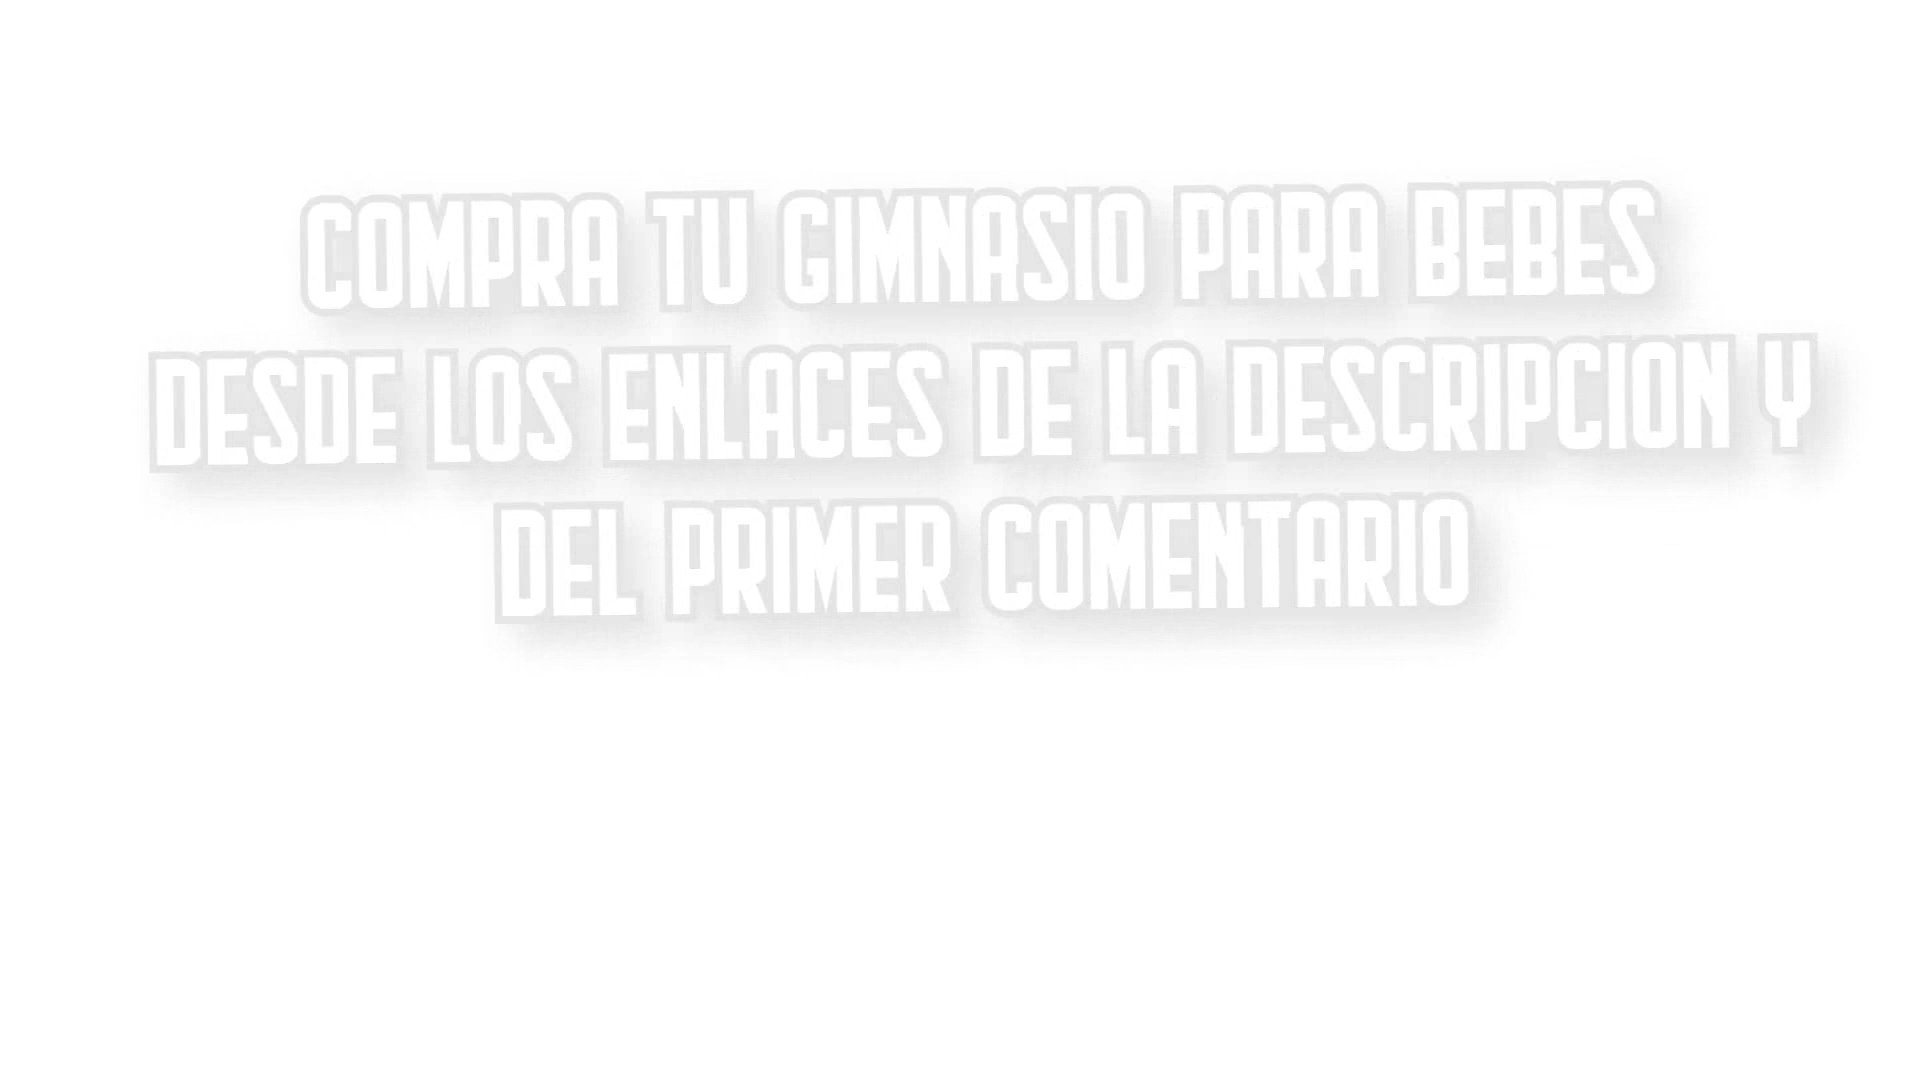 COMPRA TU GIMNASIO PARA BEBES
DESDE LOS ENLACES DE LA DESCRIPCION Y
DEL PRIMER COMENTARIO